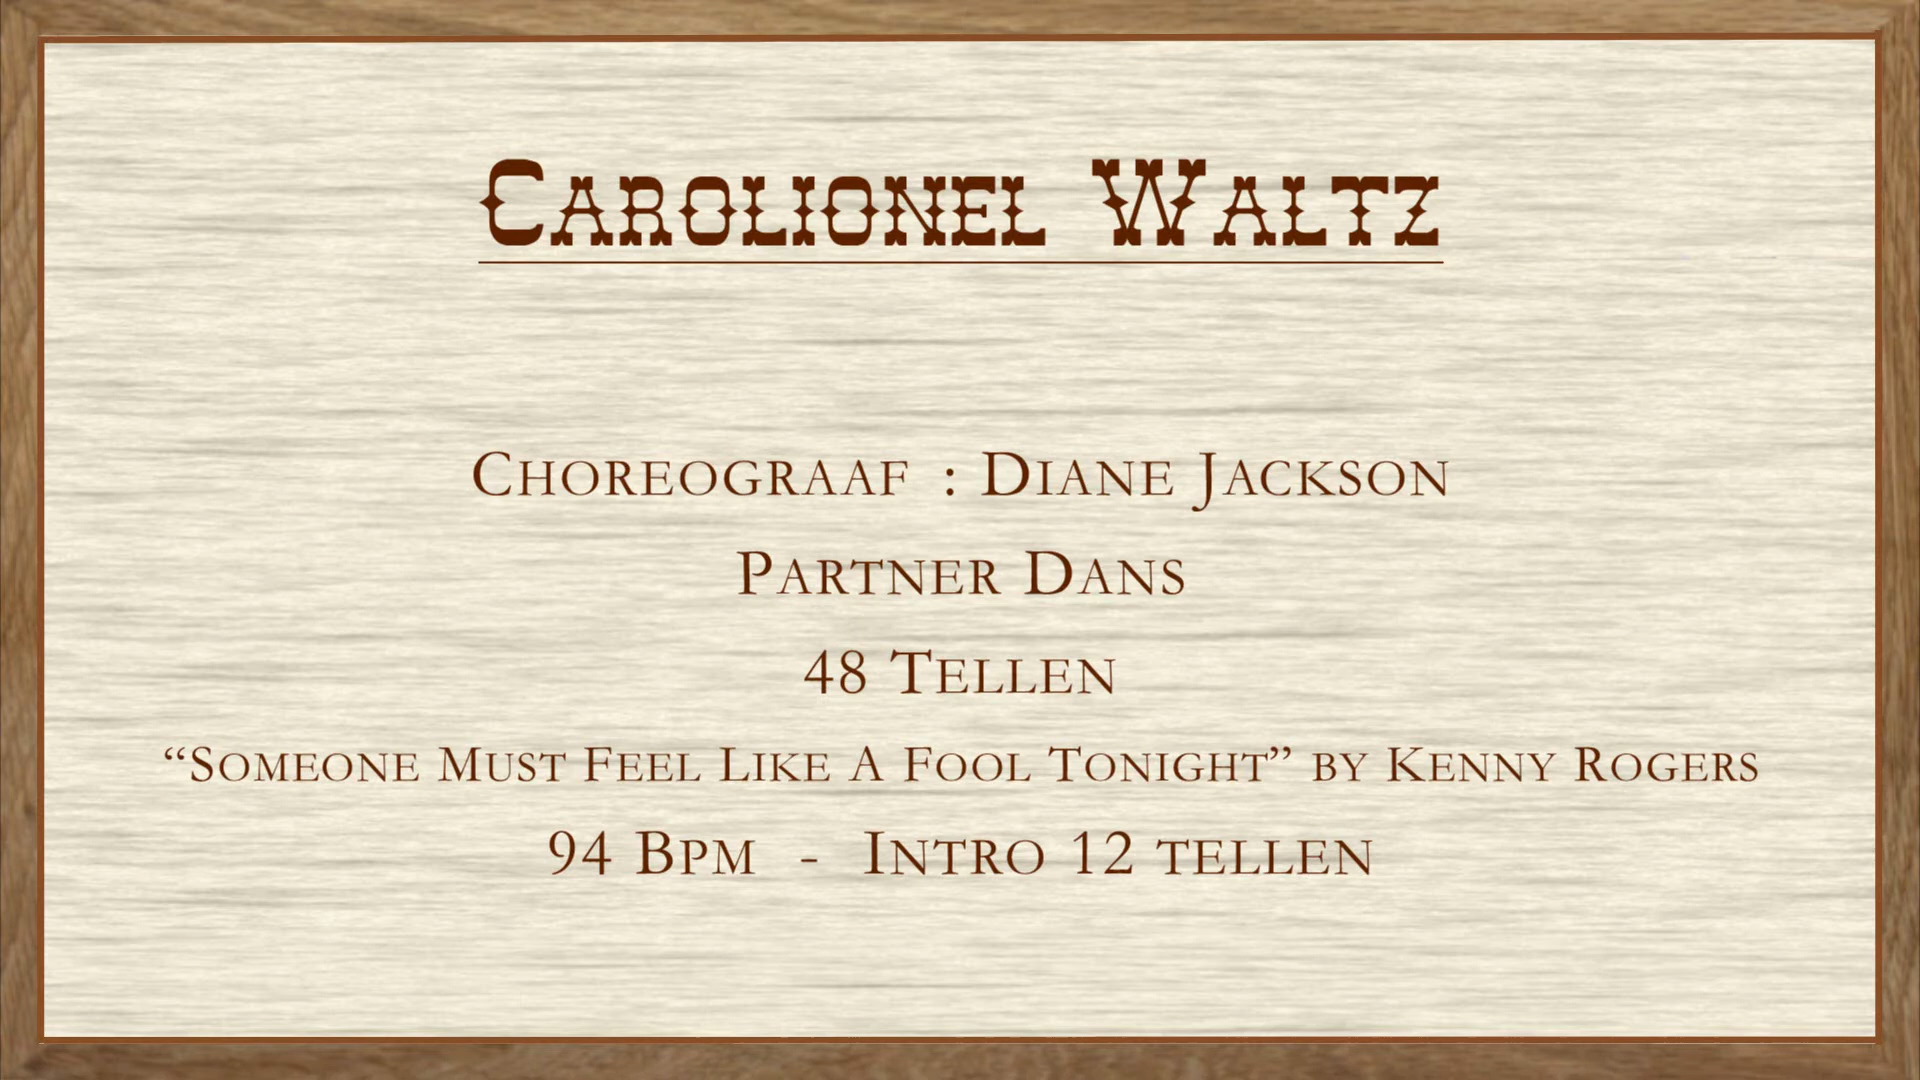 Carolionel Waltz
Choreograaf : Diane Jackson
Partner Dans
48 Tellen
“Someone Must Feel Like A Fool Tonight” by Kenny Rogers
94 Bpm - Intro 12 tellen